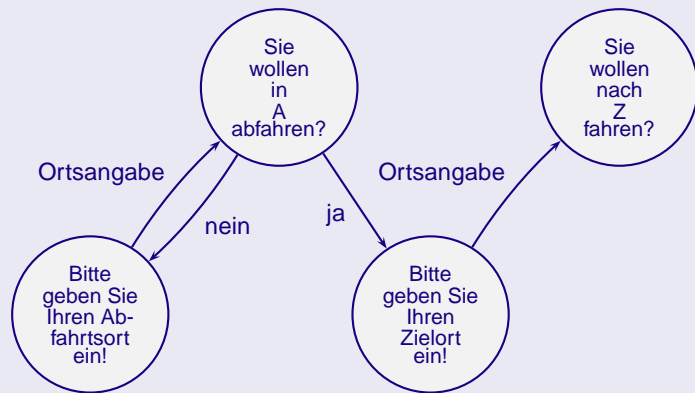 Sie
wollen
in
A
abfahren?
Sie
wollen
nach
Z
fahren?
Ortsangabe
nein
ja
Ortsangabe
Bitte
geben Sie
Ihren Ab-
fahrtsort
ein!
Bitte
geben Sie
Ihren
Zielort
ein!